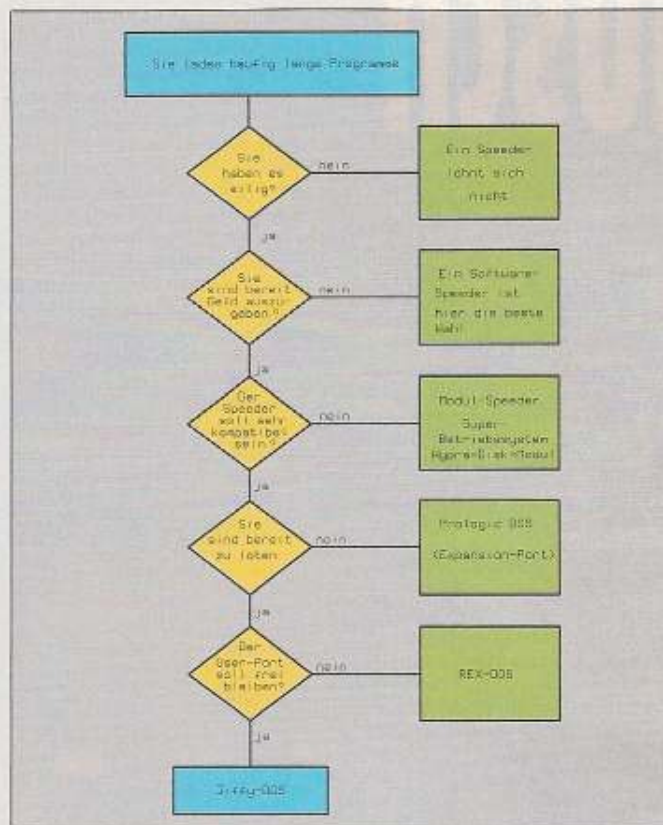 Sie laden häufig lange Programme
Sie
haben es
eilig?
nein
Ein Speeder
lohnt sich
nicht
ja
Sie
sind bereit
Geld auszu-
geben?
nein
Ein Software-
Speeder ist
hier die beste
Wahl
ja
Der
Speeder
soll sehr
kompatibel
sein?
nein
Modul-Speeder
Super-
Betriebssystem
Hypra-Disk-Modul
ja
Sie
sind bereit
zu löten
nein
Prologic DOS
(Expansion-Port)
ja
Der
User-Port
soll frei
bleiben?
nein
REX-DOS
ja
Jiffy-DOS